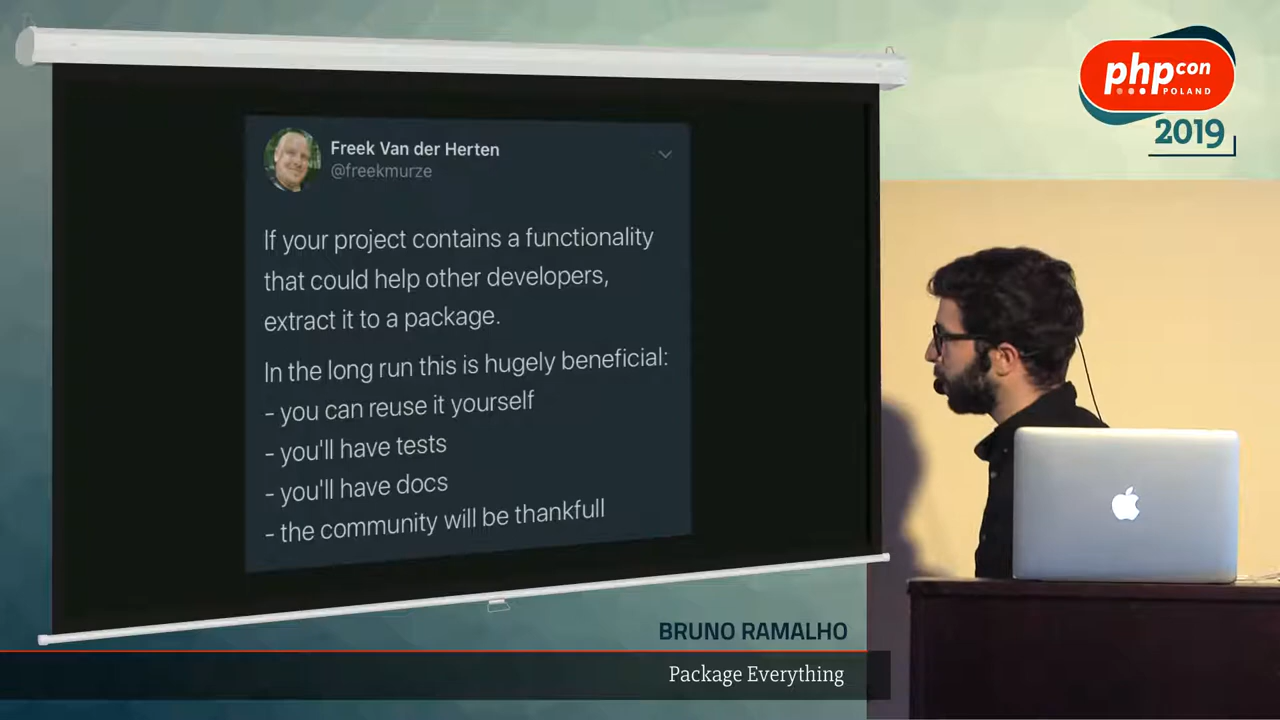 phpcon
POLAND
2019
Freek Van der Herten
@freekmurze
If your project contains a functionality
that could help other developers,
extract it to a package.
In the long run this is hugely beneficial:
- you can reuse it yourself
- you'll have tests
- you'll have docs
- the community will be thankfull
BRUNO RAMALHO
Package Everything